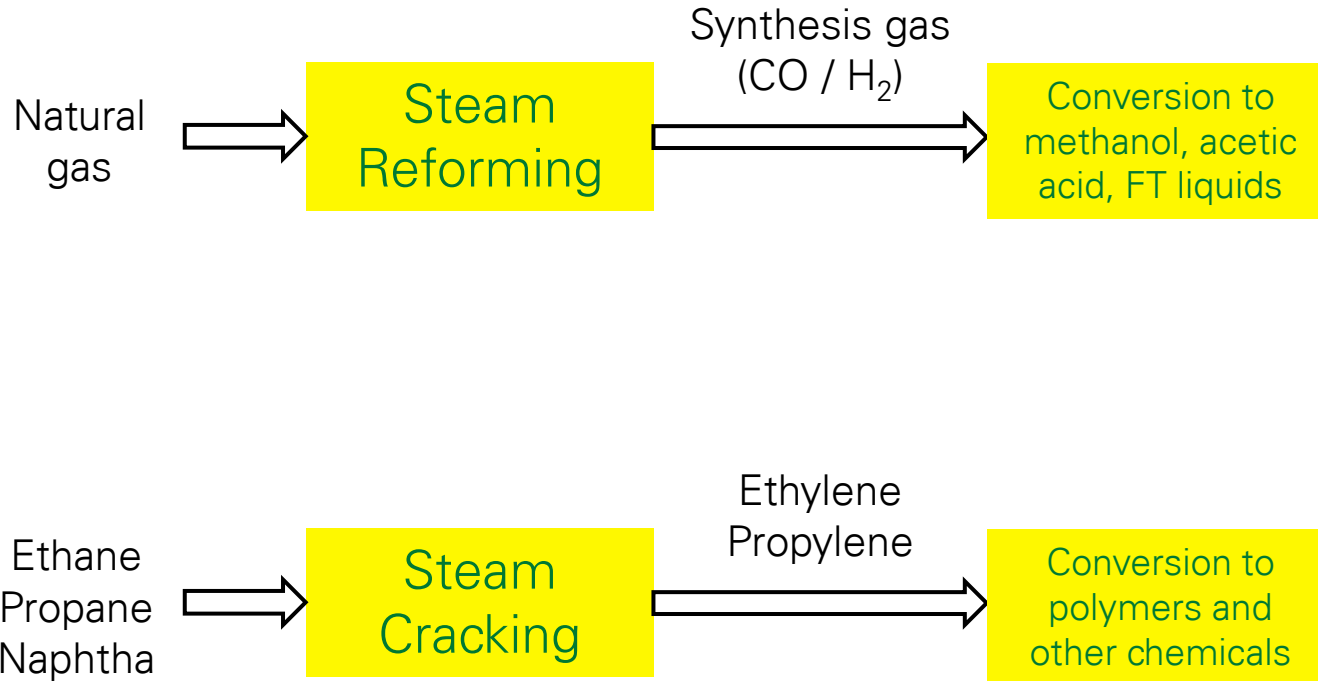 Natural
gas
Steam
Reforming
Synthesis gas
(CO / H₂)
Conversion to
methanol, acetic
acid, FT liquids
Ethane
Propane
Naphtha
Steam
Cracking
Ethylene
Propylene
Conversion to
polymers and
other chemicals